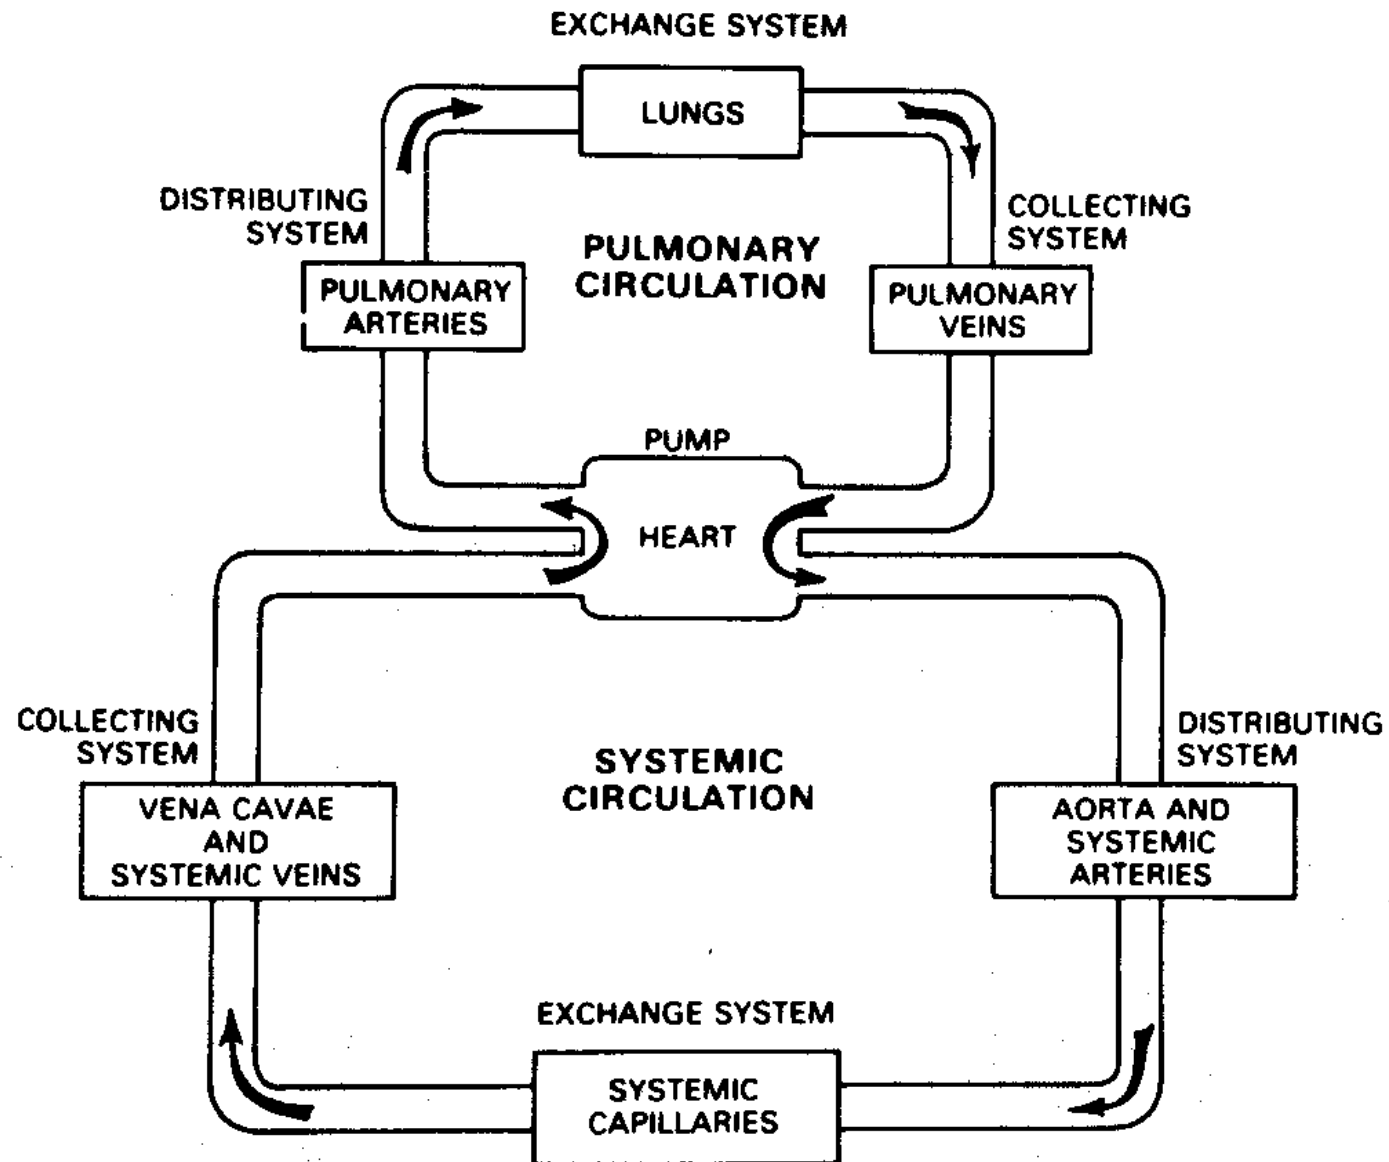 EXCHANGE SYSTEM
LUNGS
DISTRIBUTING
SYSTEM
COLLECTING
SYSTEM
PULMONARY
CIRCULATION
PULMONARY
ARTERIES
PULMONARY
VEINS
PUMP
HEART
COLLECTING
SYSTEM
DISTRIBUTING
SYSTEM
SYSTEMIC
CIRCULATION
VENA CAVAE
AND
SYSTEMIC VEINS
AORTA AND
SYSTEMIC
ARTERIES
EXCHANGE SYSTEM
SYSTEMIC
CAPILLARIES